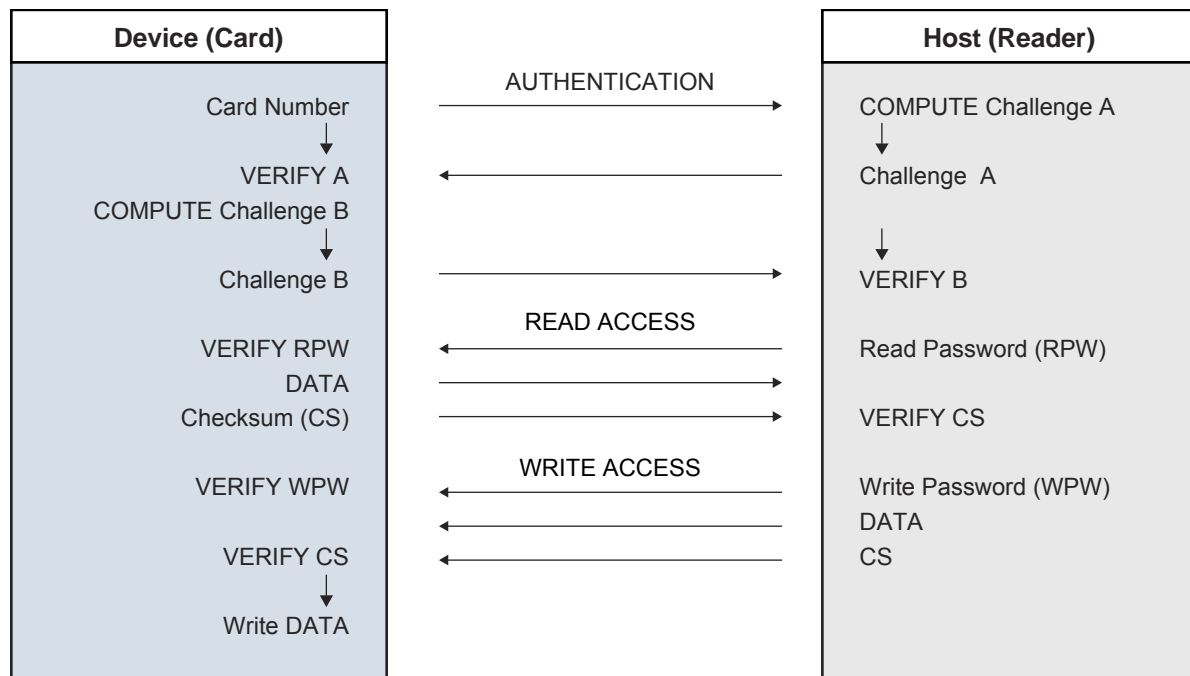 Device (Card)
Host (Reader)
AUTHENTICATION
Card Number
COMPUTE Challenge A
VERIFY A
Challenge A
COMPUTE Challenge B
Challenge B
VERIFY B
READ ACCESS
VERIFY RPW
Read Password (RPW)
DATA
Checksum (CS)
VERIFY CS
WRITE ACCESS
VERIFY WPW
Write Password (WPW)
DATA
VERIFY CS
CS
Write DATA